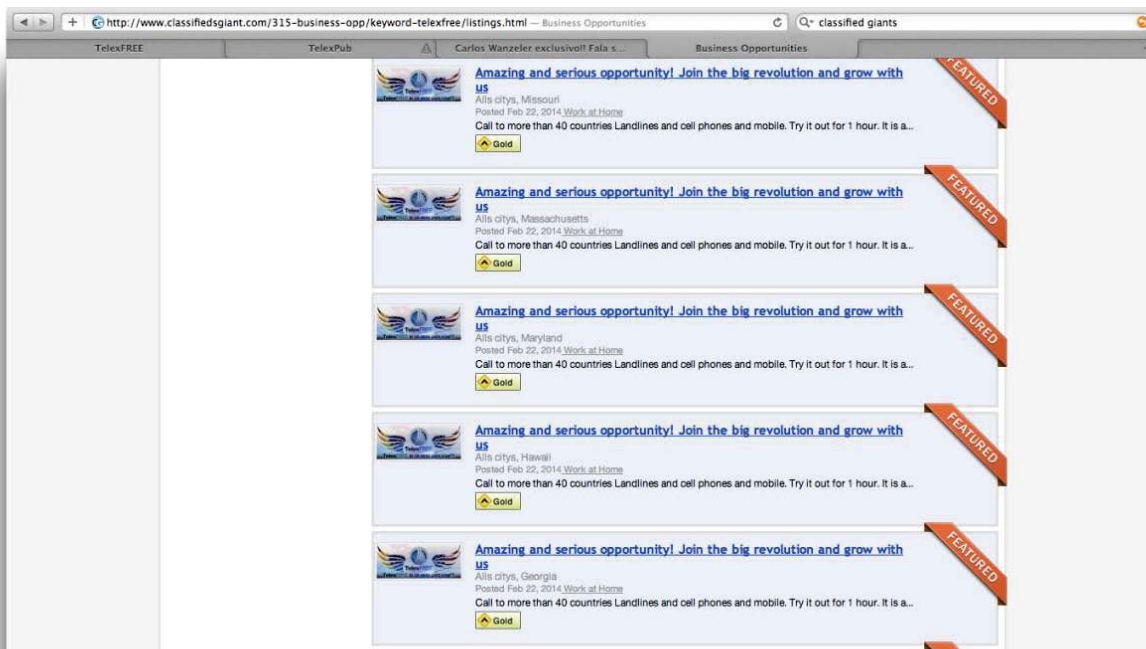 http://www.classifiedsgiant.com/315-business-opp/keyword-telexfree/listings.html — Business Opportunities
classified giants
TelexFREE
TelexPub
Carlos Wanzeler exclusivo!! Fala s...
Business Opportunities
Amazing and serious opportunity! Join the big revolution and grow with
us
Alls citys, Missouri
Posted Feb 22, 2014 Work at Home
Call to more than 40 countries Landlines and cell phones and mobile. Try it out for 1 hour. It is a...
Gold
FEATURED
Amazing and serious opportunity! Join the big revolution and grow with
us
Alls citys, Massachusetts
Posted Feb 22, 2014 Work at Home
Call to more than 40 countries Landlines and cell phones and mobile. Try it out for 1 hour. It is a...
Gold
FEATURED
Amazing and serious opportunity! Join the big revolution and grow with
us
Alls citys, Maryland
Posted Feb 22, 2014 Work at Home
Call to more than 40 countries Landlines and cell phones and mobile. Try it out for 1 hour. It is a...
Gold
FEATURED
Amazing and serious opportunity! Join the big revolution and grow with
us
Alls citys, Hawaii
Posted Feb 22, 2014 Work at Home
Call to more than 40 countries Landlines and cell phones and mobile. Try it out for 1 hour. It is a...
Gold
FEATURED
Amazing and serious opportunity! Join the big revolution and grow with
us
Alls citys, Georgia
Posted Feb 22, 2014 Work at Home
Call to more than 40 countries Landlines and cell phones and mobile. Try it out for 1 hour. It is a...
Gold
FEATURED